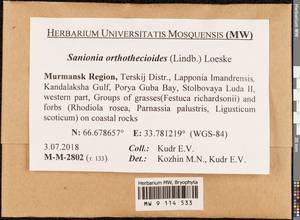 HERBARIUM UNIVERSITATIS MOSQUENSIS (MW)
Sanionia orthothecioides (Lindb.) Loeske
Murmansk Region, Terskij Distr., Lapponia Imandrensis,
Kandalaksha Gulf, Porya Guba Bay, Stolbovaya Luda II,
western part, Groups of grasses(Festuca richardsonii) and
forbs (Rhodiola rosea, Parnassia palustris, Ligusticum
scoticum) on coastal rocks
N: 66.678657° E: 33.781219° (WGS-84)
3.07.2018 Coll.: Kudr E.V.
M-M-2802 (т. 133) Det.: Kozhin M.N., Kudr E.V.
Herbarium MW, Bryophyta
MW 9 114 533